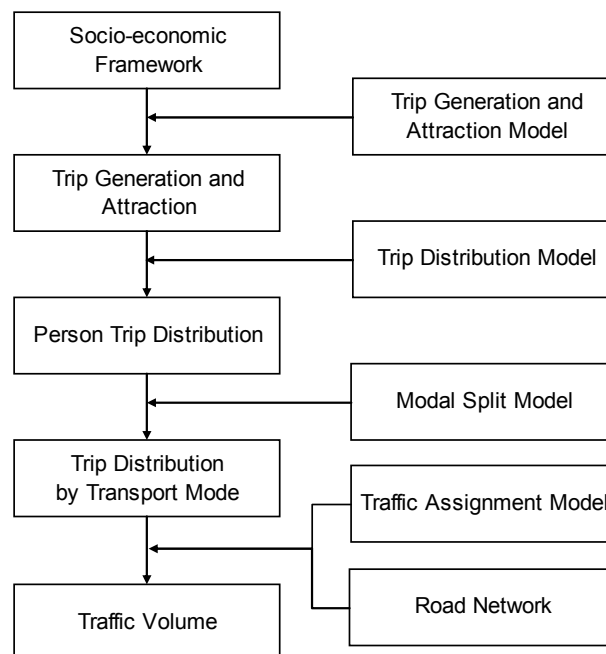 Socio-economic
Framework
Trip Generation and
Attraction Model
Trip Generation and
Attraction
Trip Distribution Model
Person Trip Distribution
Modal Split Model
Trip Distribution
by Transport Mode
Traffic Assignment Model
Road Network
Traffic Volume